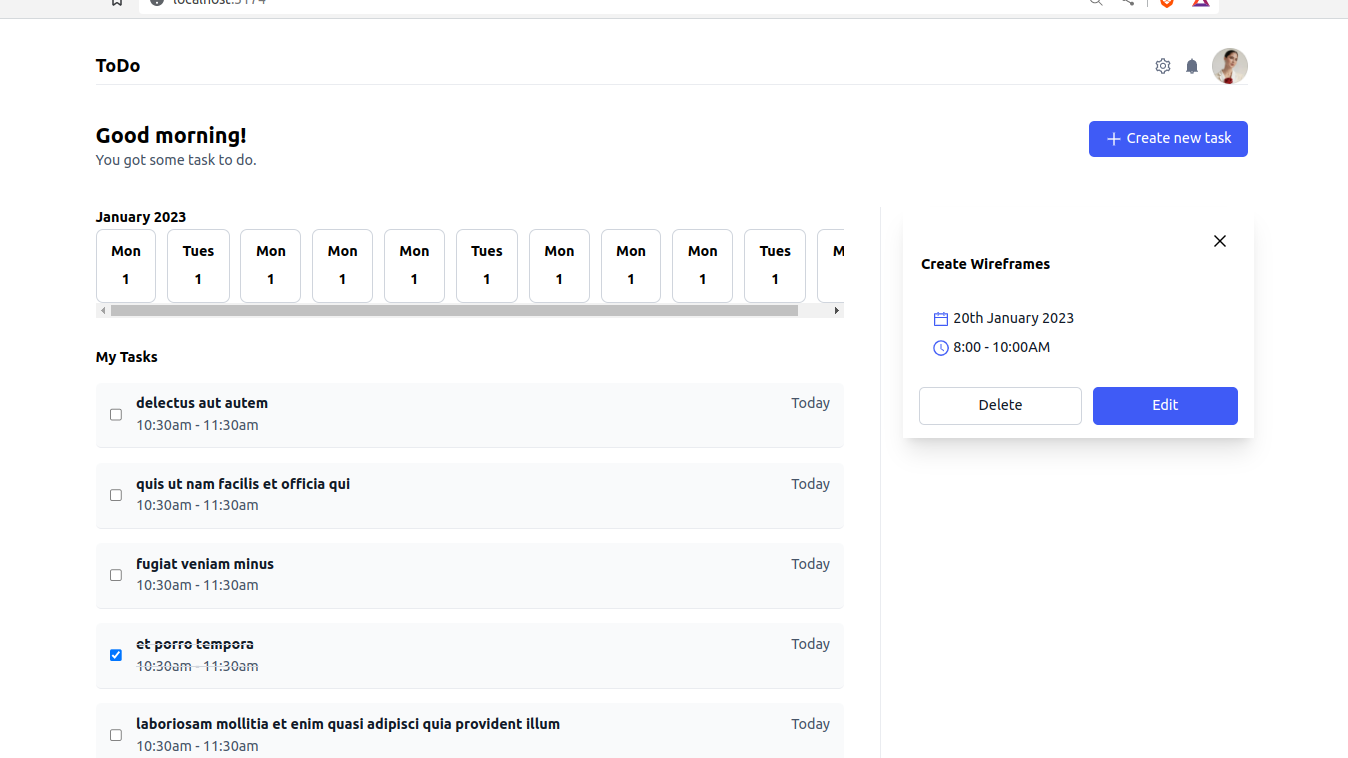 localhost:5174
ToDo
Good morning!
You got some task to do.
Create new task
January 2023
Mon Tues Mon Mon Mon Tues Mon Mon Mon Tues M
1 1 1 1 1 1 1 1 1 1
My Tasks
delectus aut autem Today
10:30am - 11:30am
quis ut nam facilis et officia qui Today
10:30am - 11:30am
fugiat veniam minus Today
10:30am - 11:30am
et porro tempora Today
10:30am - 11:30am
laboriosam mollitia et enim quasi adipisci quia provident illum Today
10:30am - 11:30am
Create Wireframes
20th January 2023
8:00 - 10:00AM
Delete Edit